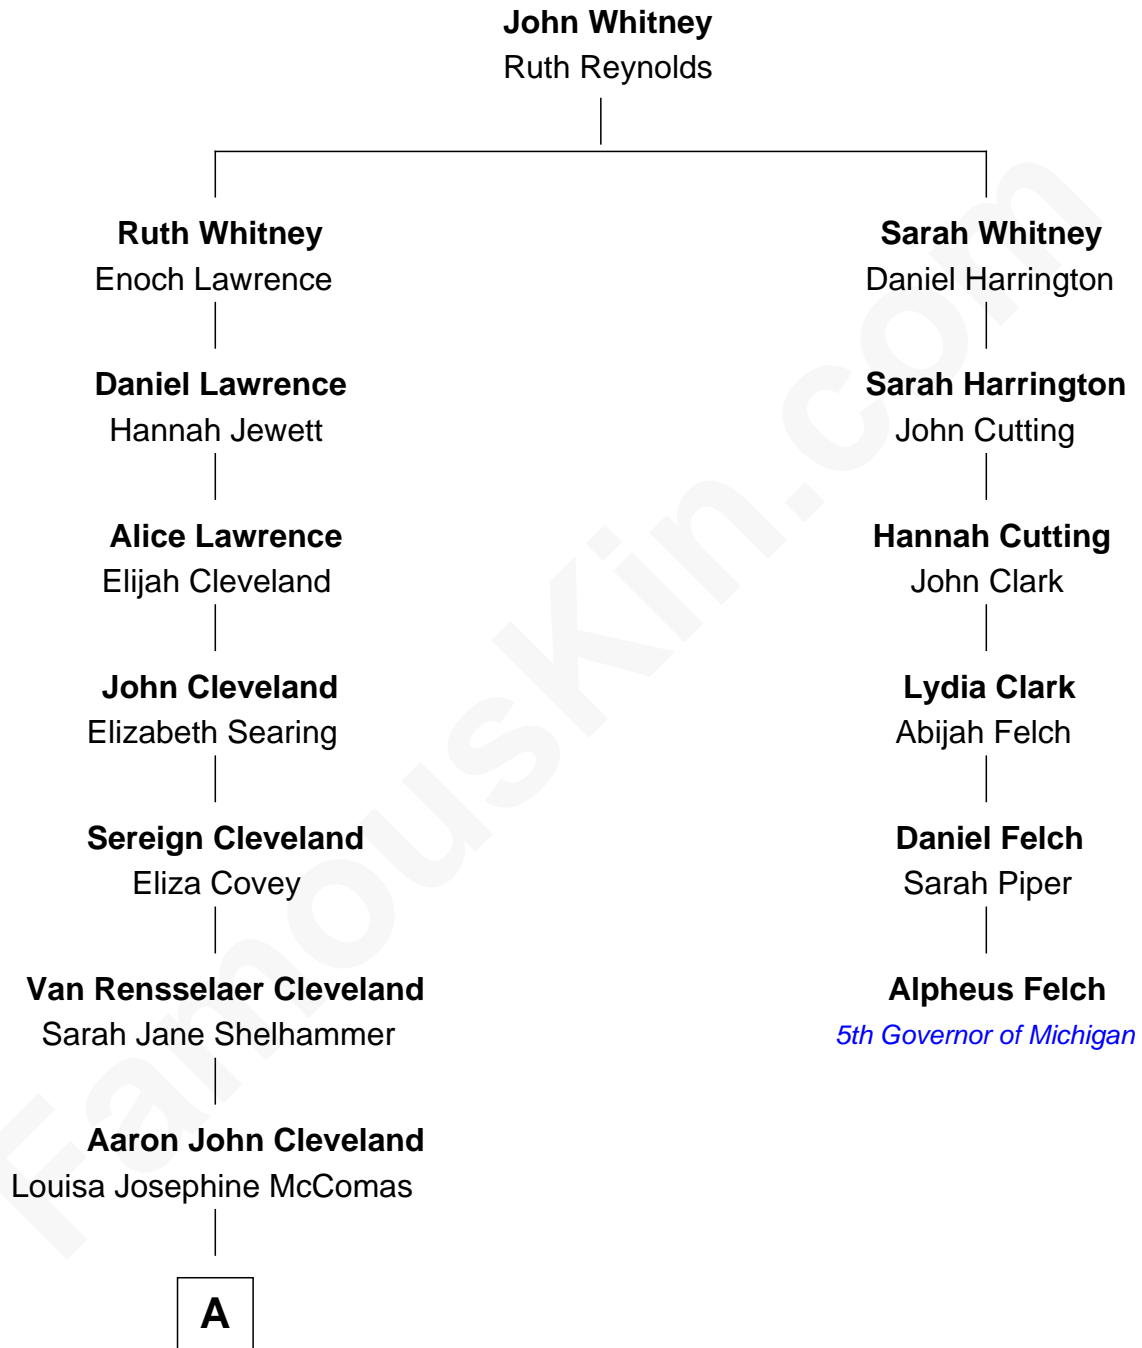 John Whitney
Ruth Reynolds
Ruth Whitney
Enoch Lawrence
Sarah Whitney
Daniel Harrington
Daniel Lawrence
Hannah Jewett
Sarah Harrington
John Cutting
Alice Lawrence
Elijah Cleveland
Hannah Cutting
John Clark
John Cleveland
Elizabeth Searing
Lydia Clark
Abijah Felch
Sereign Cleveland
Eliza Covey
Daniel Felch
Sarah Piper
Van Rensselaer Cleveland
Sarah Jane Shelhammer
Alpheus Felch
5th Governor of Michigan
Aaron John Cleveland
Louisa Josephine McComas
A
FamousKin.com